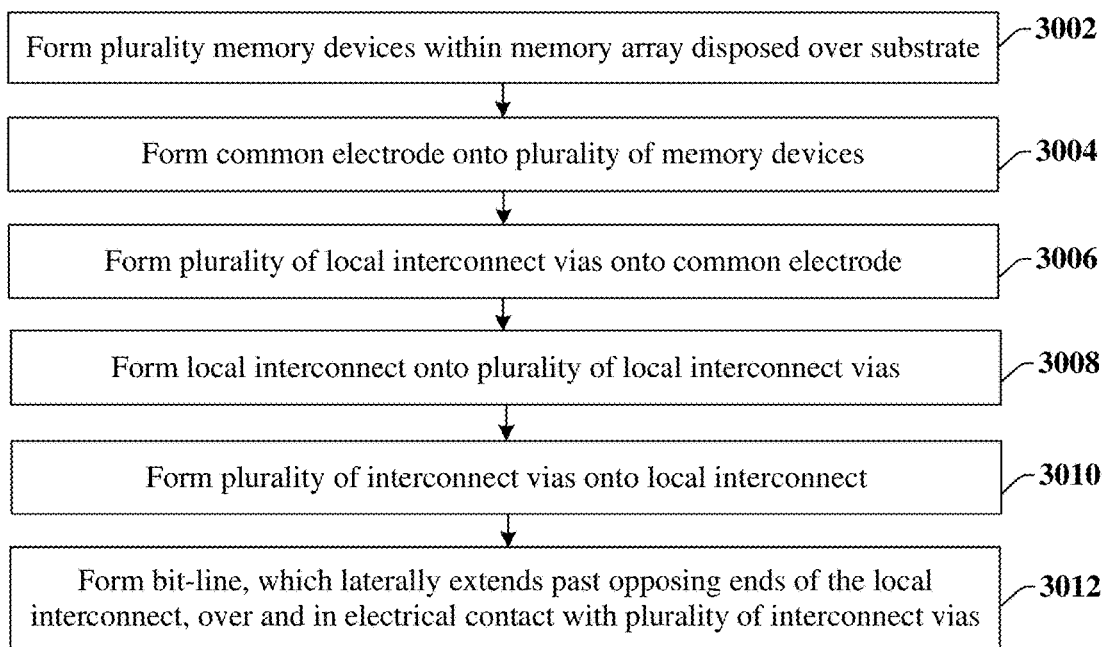 Form plurality memory devices within memory array disposed over substrate 3002
Form common electrode onto plurality of memory devices 3004
Form plurality of local interconnect vias onto common electrode 3006
Form local interconnect onto plurality of local interconnect vias 3008
Form plurality of interconnect vias onto local interconnect 3010
Form bit-line, which laterally extends past opposing ends of the local
interconnect, over and in electrical contact with plurality of interconnect vias 3012